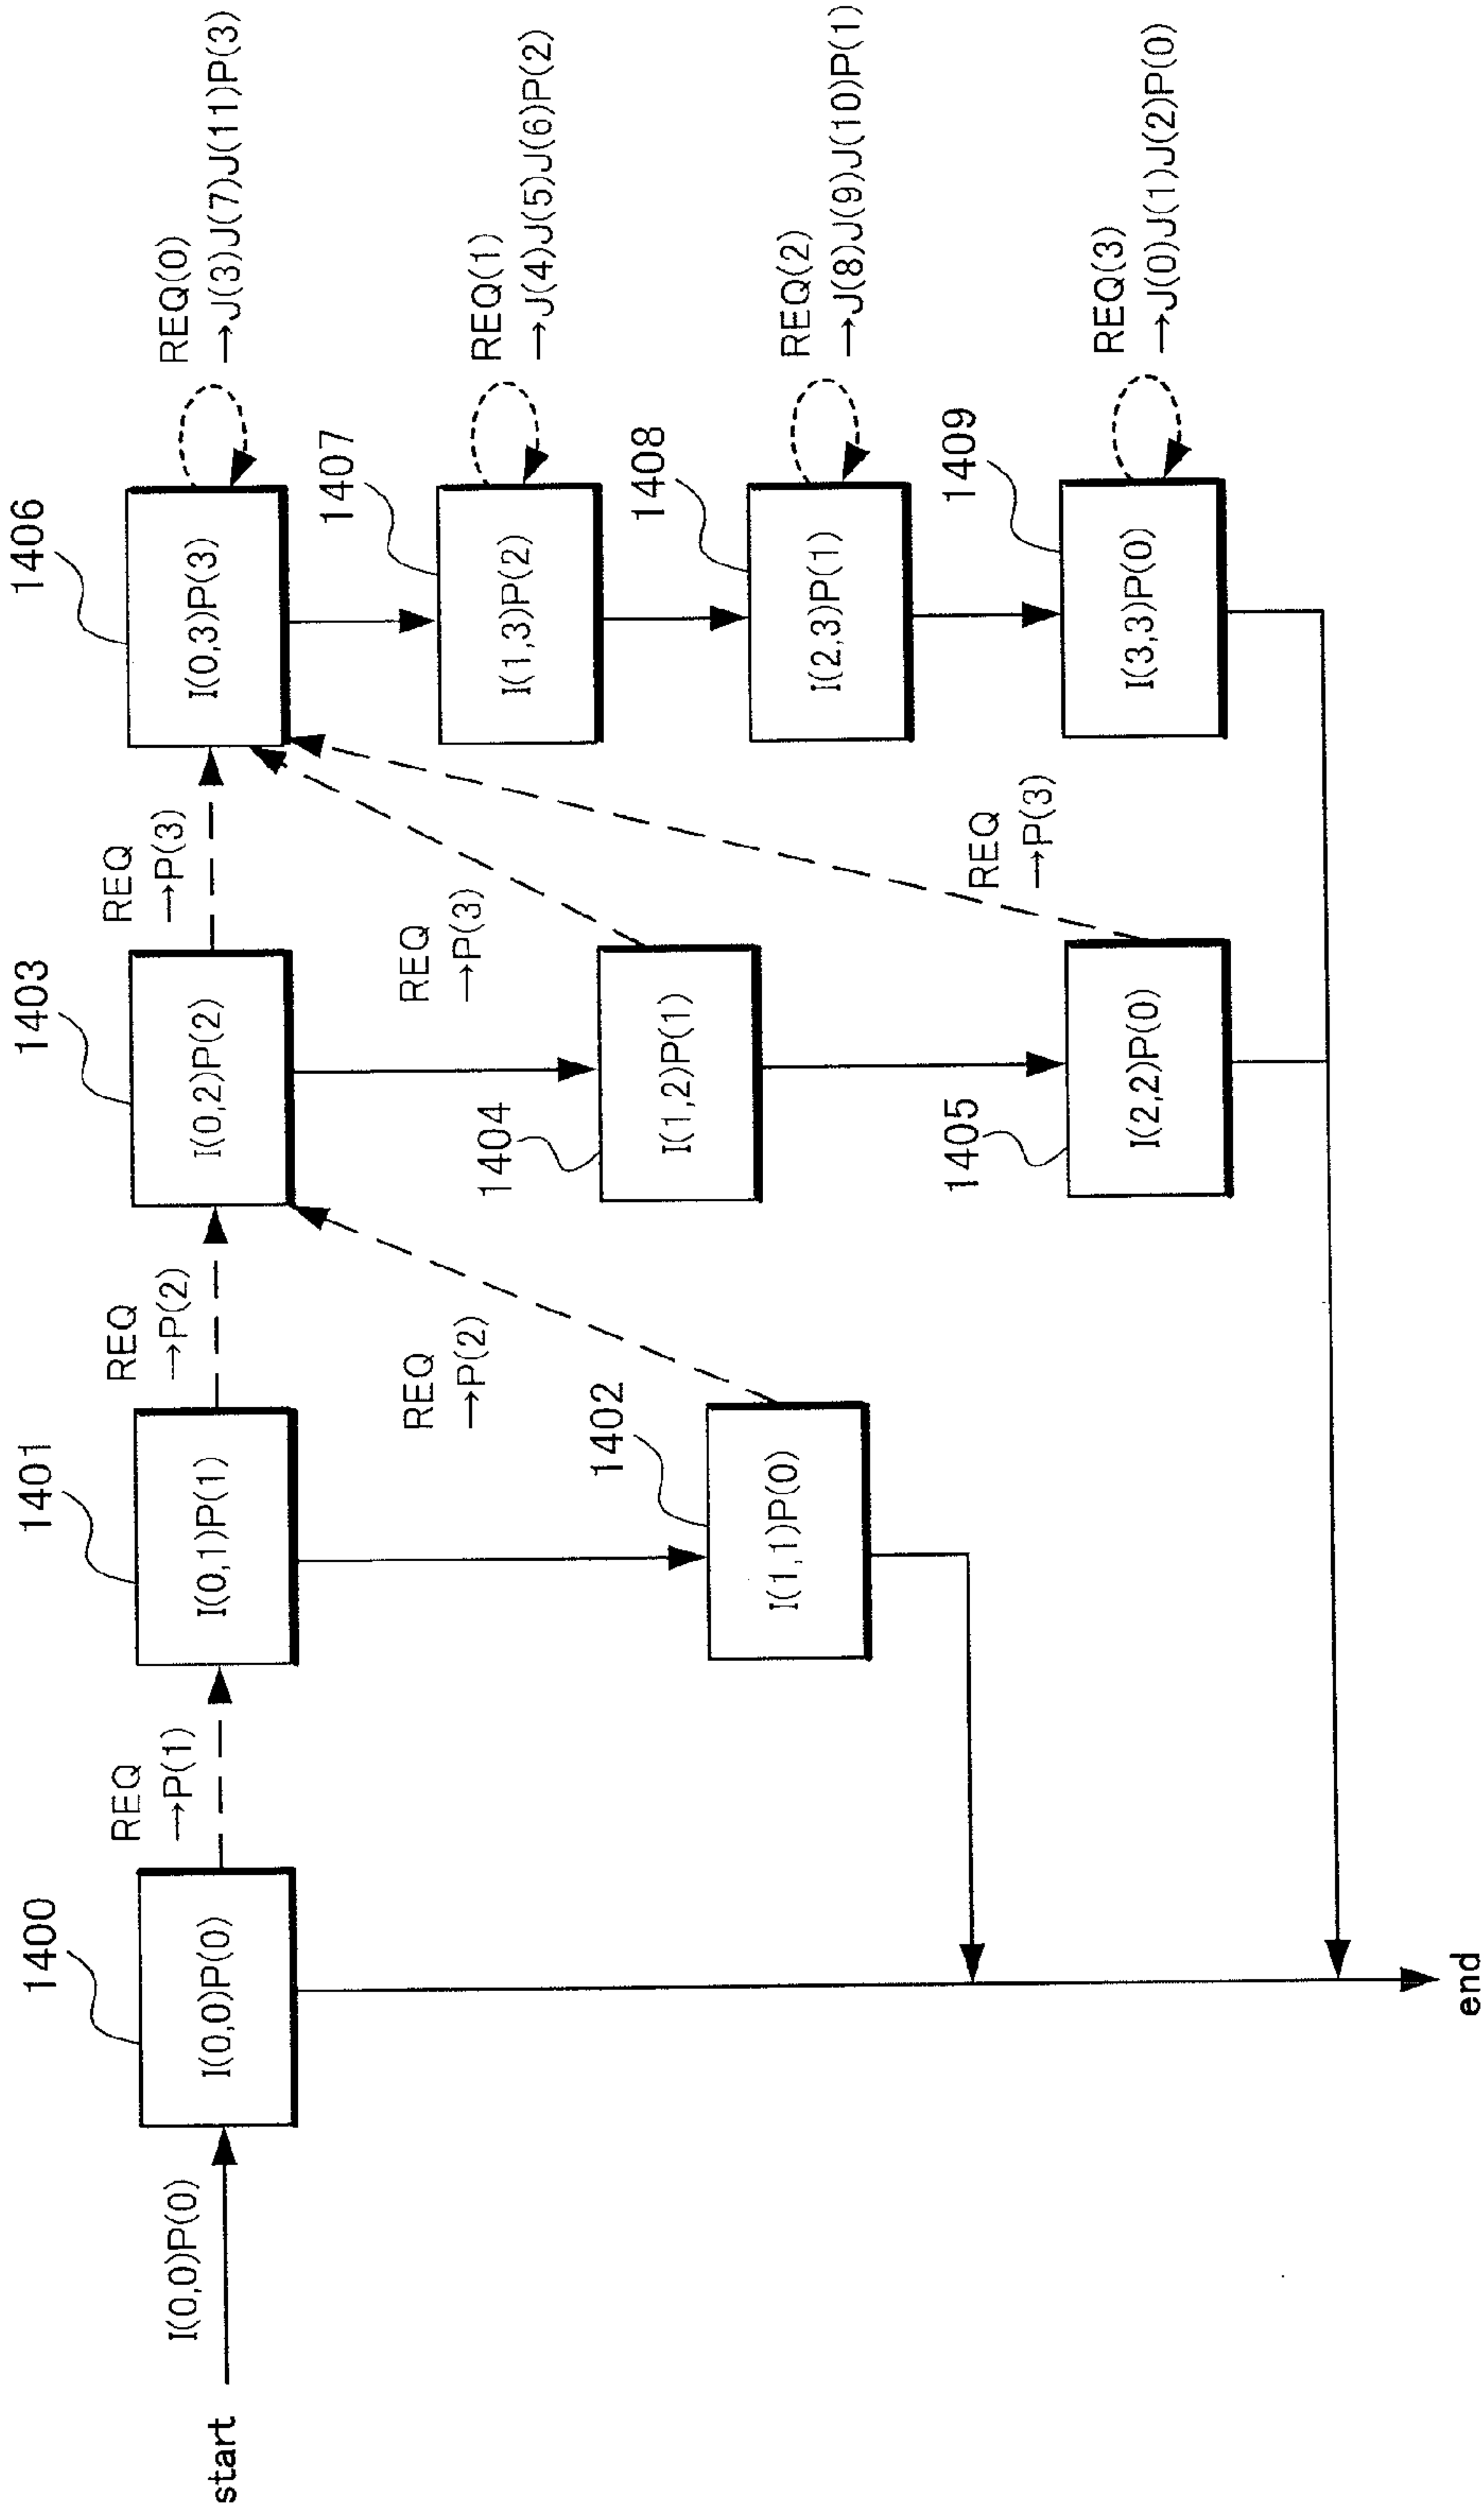 start
I(0,0)P(0)
1400
I(0,0)P(0)
REQ
→P(1)
1401
I(0,1)P(1)
REQ
→P(2)
1402
I(1,1)P(0)
REQ
→P(2)
1403
I(0,2)P(2)
REQ
→P(3)
1404
I(1,2)P(1)
REQ
→P(3)
1405
I(2,2)P(0)
REQ
→P(3)
1406
I(0,3)P(3)
REQ(0)
→J(3)J(7)J(11)P(3)
1407
I(1,3)P(2)
REQ(1)
→J(4)J(5)J(6)P(2)
1408
I(2,3)P(1)
REQ(2)
→J(8)J(9)J(10)P(1)
1409
I(3,3)P(0)
REQ(3)
→J(0)J(1)J(2)P(0)
end